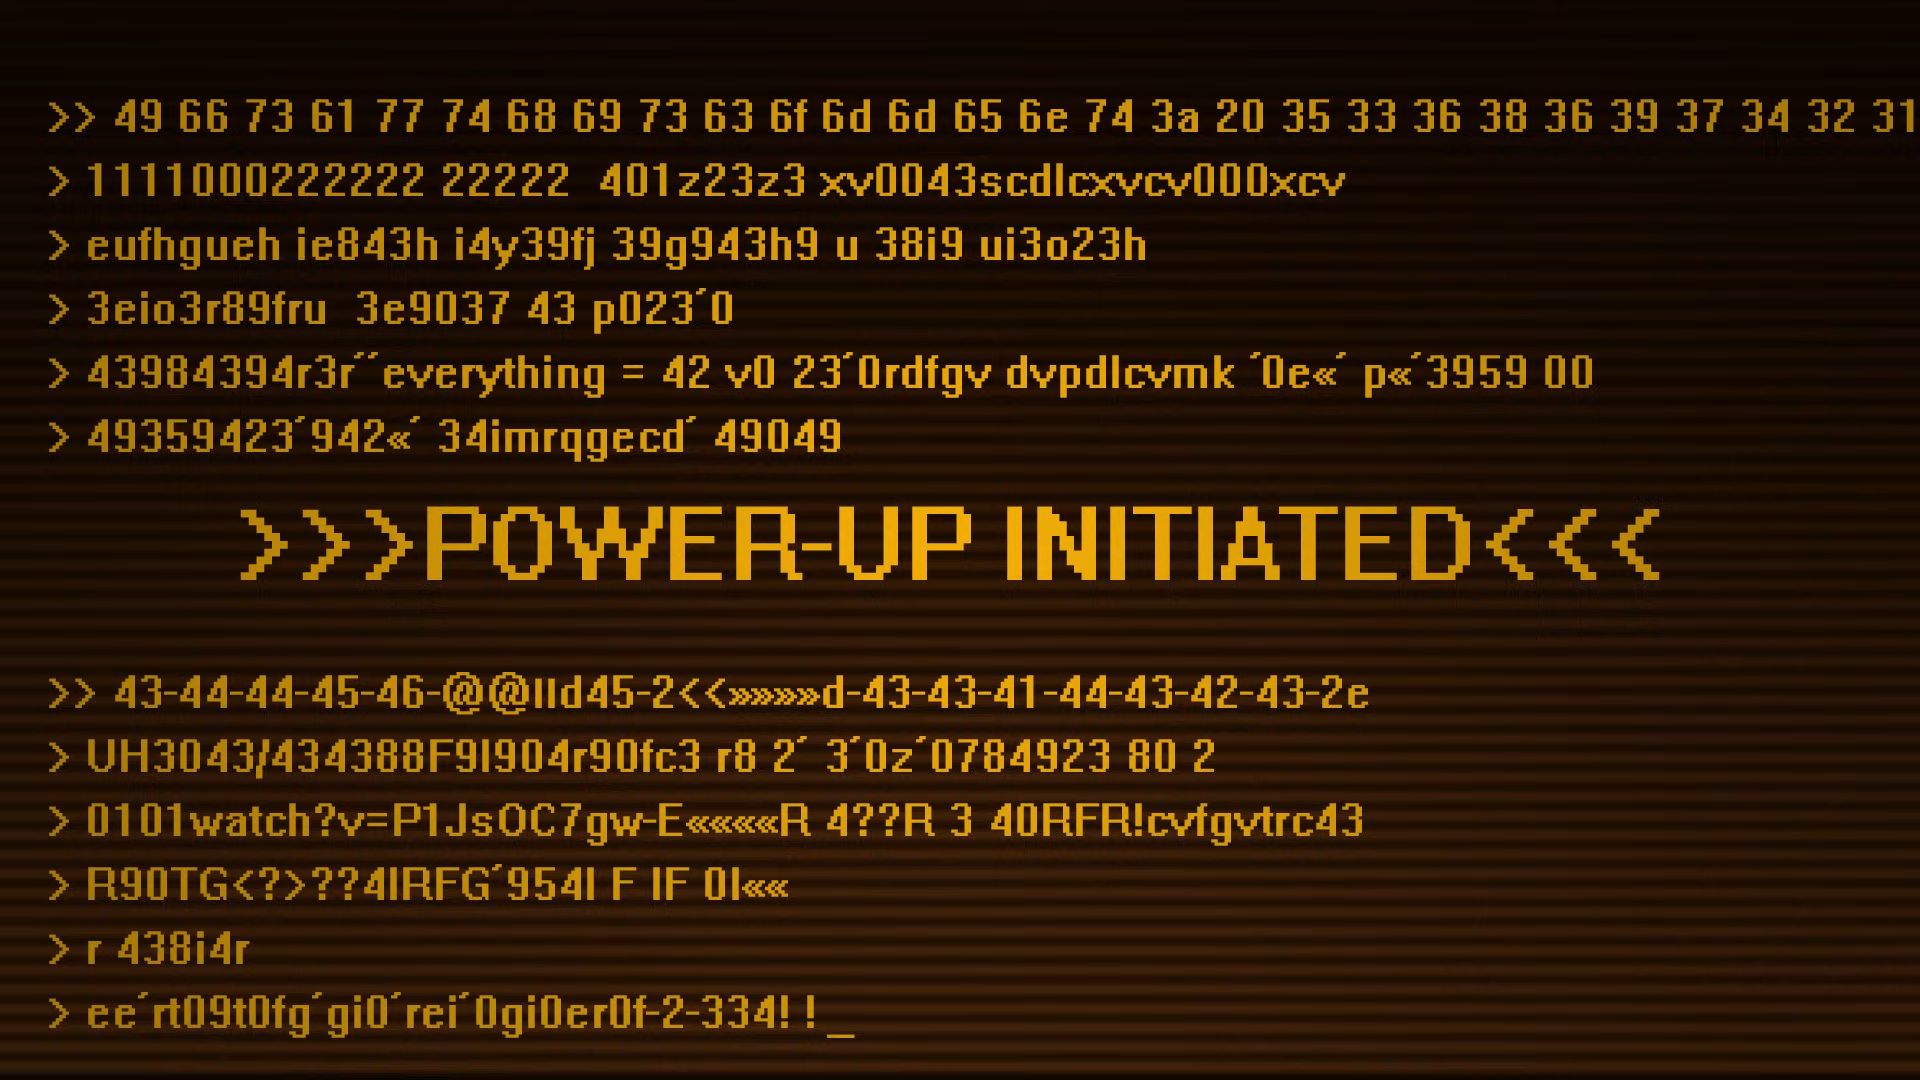 >> 49 66 73 61 77 74 68 69 73 63 6f 6d 6d 65 6e 74 3a 20 35 33 36 38 36 39 37 34 32 31
> 1111000222222 22222  401z23z3 xv0043scdlcxvcv000xcv
> eufhgueh ie843h i4y39fj 39g943h9 u 38i9 ui3o23h
> 3eio3r89fru  3e9037 43 p023´0
> 43984394r3r´´everything = 42 v0 23´0rdfgv dvpdlcvmk ´0e«´ p«´3959 00
> 49359423´942«´ 34imrqgecd´ 49049
>>>POWER-UP INITIATED<<<
>> 43-44-44-45-46-@@lld45-2<<»»»»d-43-43-41-44-43-42-43-2e
> UH3043/434388F9I904r90fc3 r8 2´ 3´0z´0784923 80 2
> 0101watch?v=P1JsOC7gw-E««««R 4??R 3 40RFR!cvfgvtrc43
> R90TG<?>??4IRFG´954I F IF 0I««
> r 438i4r
> ee´rt09t0fg´gi0´rei´0gi0er0f-2-334! !_